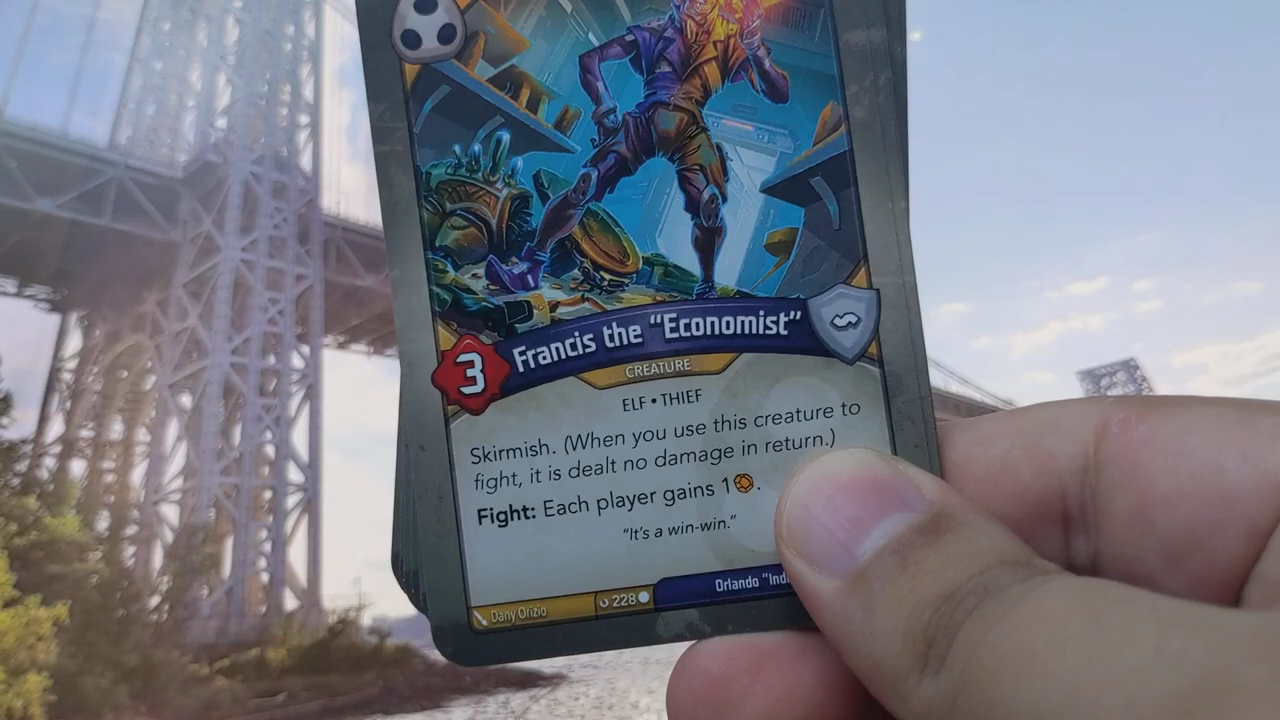 3
Francis the "Economist"
CREATURE
ELF • THIEF
Skirmish. (When you use this creature to
fight, it is dealt no damage in return.)
Fight: Each player gains 1.
"It's a win-win."
Dany Orizio
228
Orlando